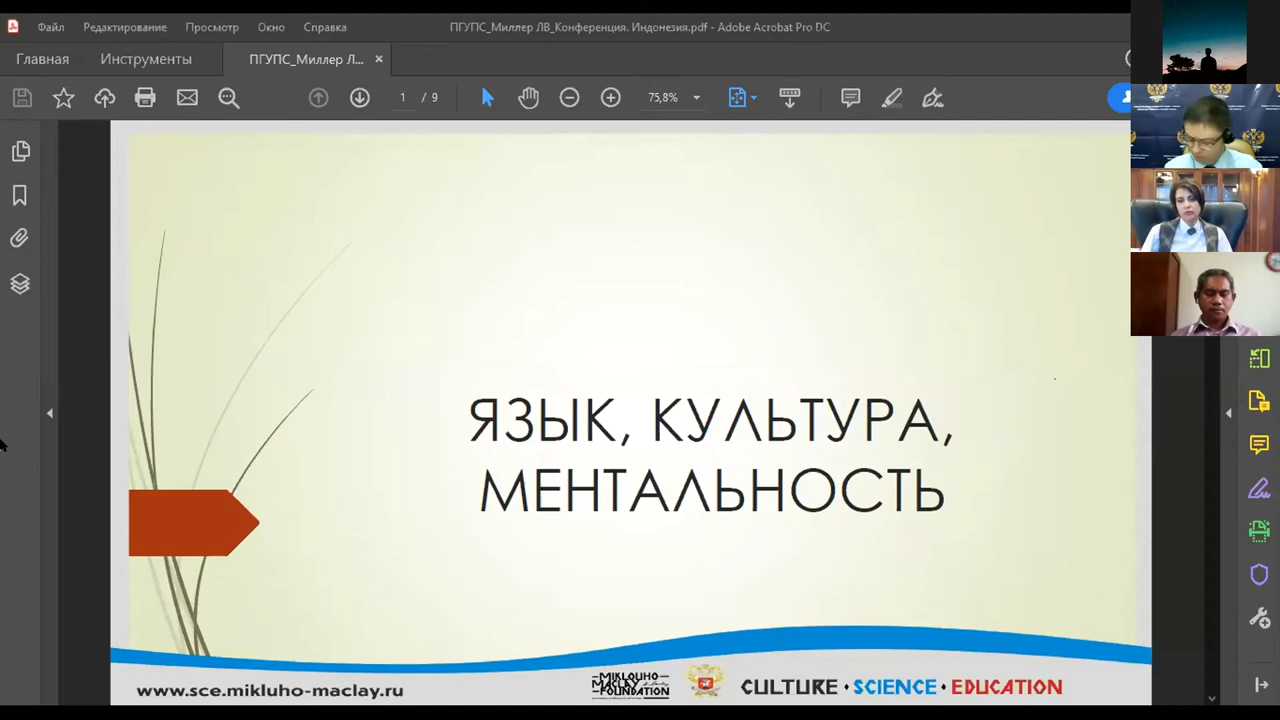 Файл Редактирование Просмотр Окно Справка
ПГУПС_Миллер ЛВ_Конференция. Индонезия.pdf - Adobe Acrobat Pro DC
Главная Инструменты ПГУПС_Миллер Л... ×
1 / 9 75,8%
ЯЗЫК, КУЛЬТУРА,
МЕНТАЛЬНОСТЬ
www.sce.mikluho-maclay.ru
MIKLOUHO
MACLAY
FOUNDATION
CULTURE • SCIENCE • EDUCATION